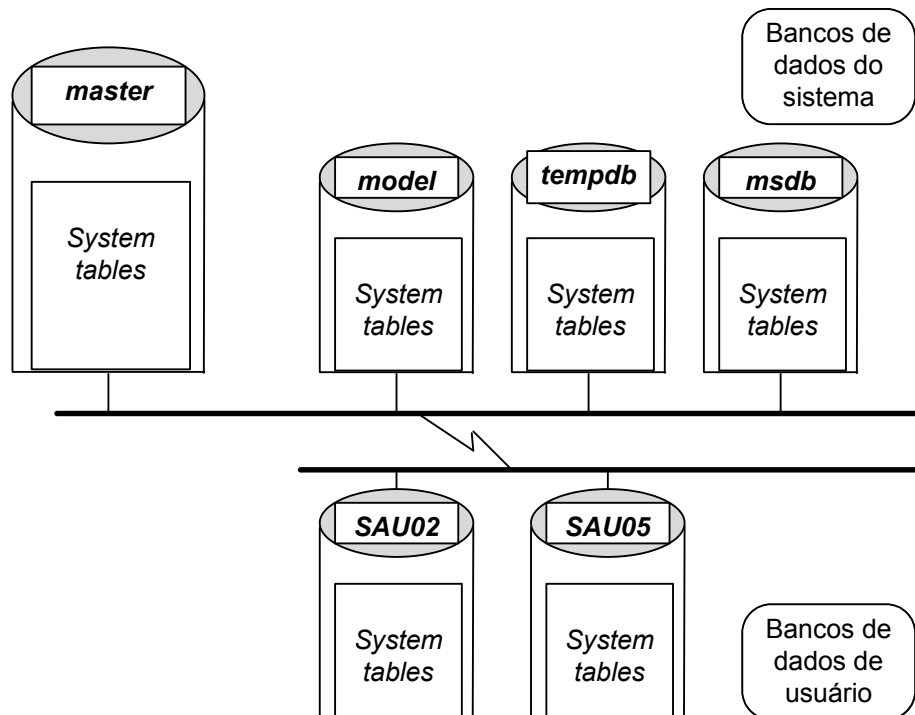 Bancos de
dados do
sistema
master
model
tempdb
msdb
System
tables
System
tables
System
tables
System
tables
SAU02
SAU05
System
tables
System
tables
Bancos de
dados de
usuário